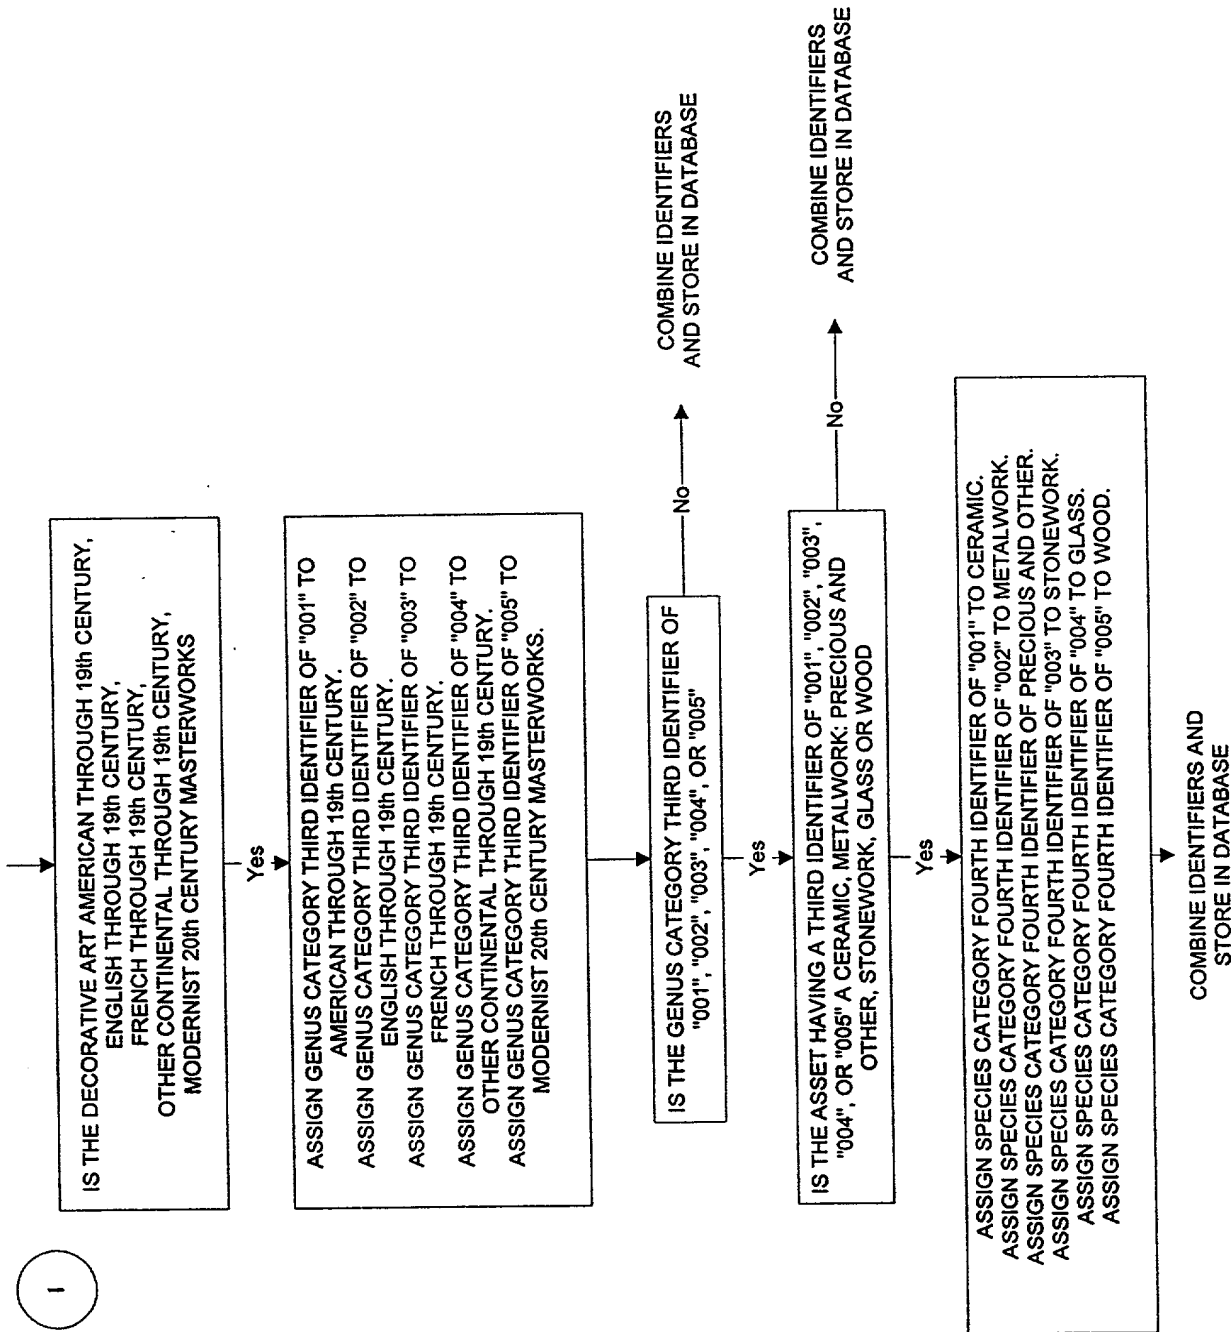 1
IS THE DECORATIVE ART AMERICAN THROUGH 19th CENTURY,
ENGLISH THROUGH 19th CENTURY,
FRENCH THROUGH 19th CENTURY,
OTHER CONTINENTAL THROUGH 19th CENTURY,
MODERNIST 20th CENTURY MASTERWORKS
Yes
ASSIGN GENUS CATEGORY THIRD IDENTIFIER OF "001" TO
AMERICAN THROUGH 19th CENTURY.
ASSIGN GENUS CATEGORY THIRD IDENTIFIER OF "002" TO
ENGLISH THROUGH 19th CENTURY.
ASSIGN GENUS CATEGORY THIRD IDENTIFIER OF "003" TO
FRENCH THROUGH 19th CENTURY.
ASSIGN GENUS CATEGORY THIRD IDENTIFIER OF "004" TO
OTHER CONTINENTAL THROUGH 19th CENTURY.
ASSIGN GENUS CATEGORY THIRD IDENTIFIER OF "005" TO
MODERNIST 20th CENTURY MASTERWORKS.
IS THE GENUS CATEGORY THIRD IDENTIFIER OF
"001", "002", "003", "004", OR "005"
No
COMBINE IDENTIFIERS
AND STORE IN DATABASE
Yes
IS THE ASSET HAVING A THIRD IDENTIFIER OF "001", "002", "003",
"004", OR "005" A CERAMIC, METALWORK: PRECIOUS AND
OTHER, STONEWORK, GLASS OR WOOD
No
COMBINE IDENTIFIERS
AND STORE IN DATABASE
Yes
ASSIGN SPECIES CATEGORY FOURTH IDENTIFIER OF "001" TO CERAMIC.
ASSIGN SPECIES CATEGORY FOURTH IDENTIFIER OF "002" TO METALWORK.
ASSIGN SPECIES CATEGORY FOURTH IDENTIFIER OF PRECIOUS AND OTHER.
ASSIGN SPECIES CATEGORY FOURTH IDENTIFIER OF "003" TO STONEWORK.
ASSIGN SPECIES CATEGORY FOURTH IDENTIFIER OF "004" TO GLASS.
ASSIGN SPECIES CATEGORY FOURTH IDENTIFIER OF "005" TO WOOD.
COMBINE IDENTIFIERS AND
STORE IN DATABASE